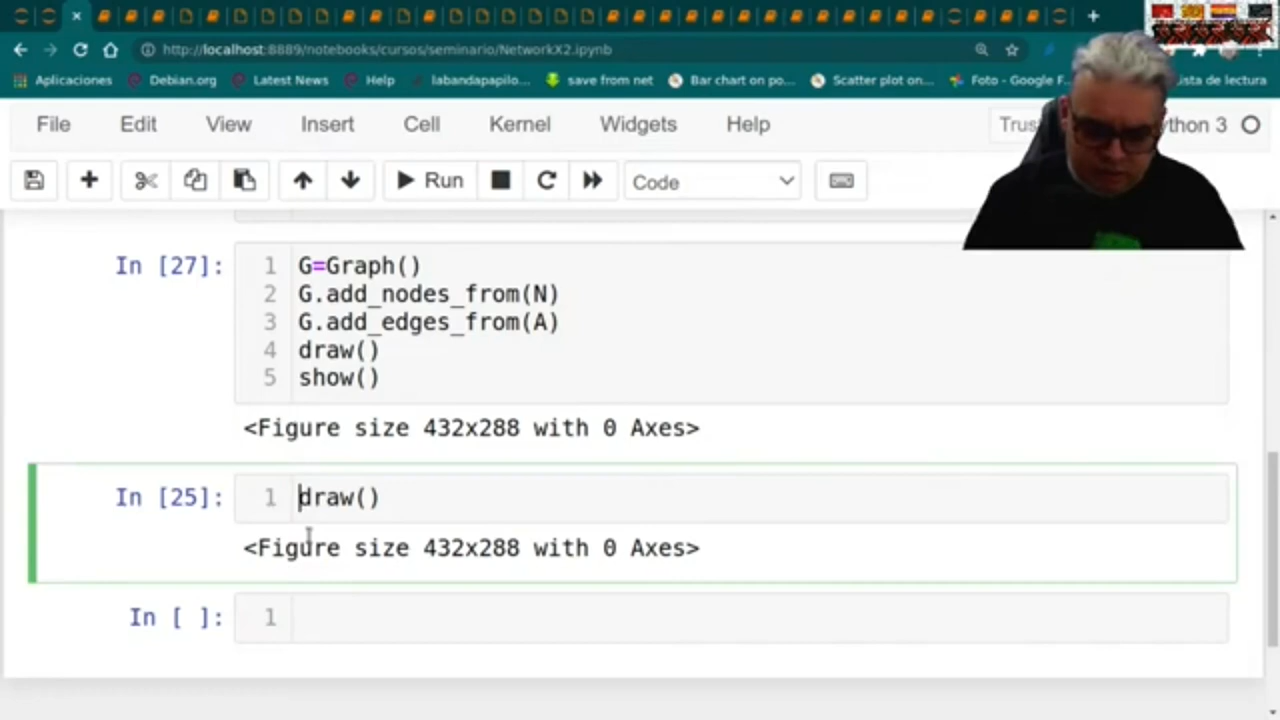 http://localhost:8889/notebooks/cursos/seminario/NetworkX2.ipynb
Aplicaciones Debian.org Latest News Help labandapapilo... save from net Bar chart on po... Scatter plot on... Foto - Google F... ista de lectura
File Edit View Insert Cell Kernel Widgets Help Trus ython 3
Run Code
In [27]:
1 G=Graph()
2 G.add_nodes_from(N)
3 G.add_edges_from(A)
4 draw()
5 show()
<Figure size 432x288 with 0 Axes>
In [25]: 1 draw()
<Figure size 432x288 with 0 Axes>
In [ ]: 1